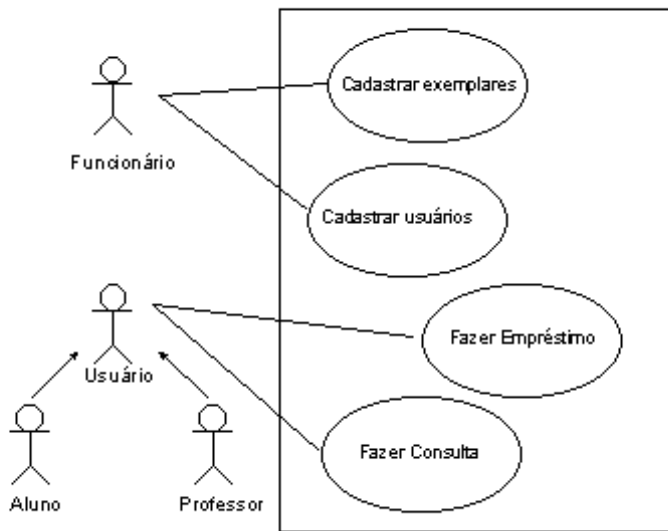 Cadastrar exemplares
Funcionário
Cadastrar usuários
Fazer Empréstimo
Usuário
Fazer Consulta
Aluno
Professor